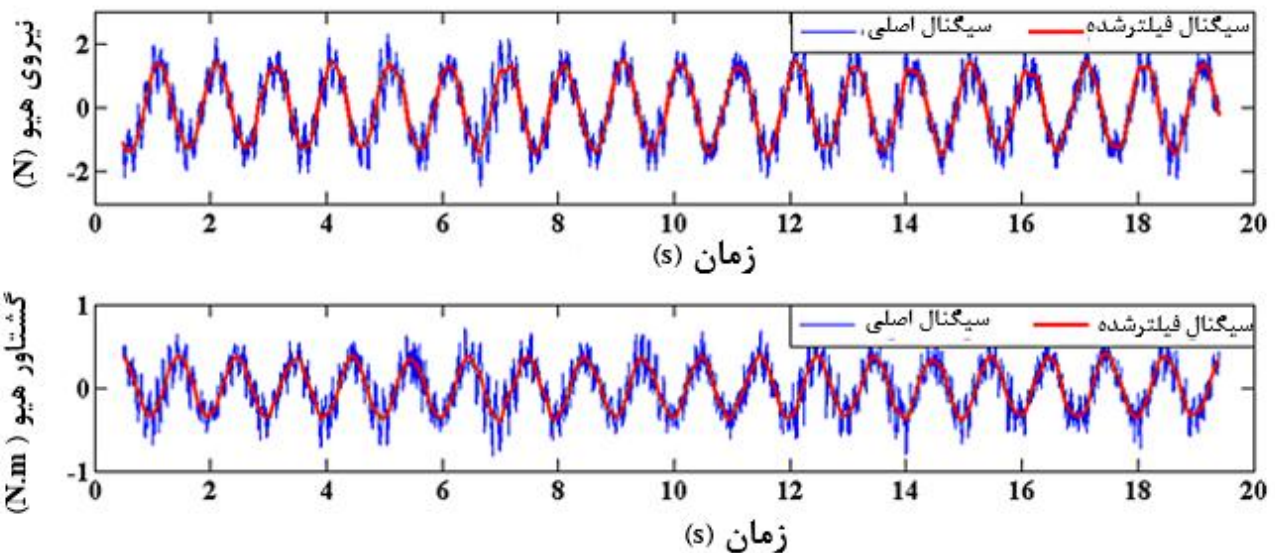 سیگنال اصلی سیگنال فیلترشده
نیروی هیو (N)
2
0
-2
0 2 4 6 8 10 12 14 16 18 20
زمان (s)
سیگنال اصلی سیگنال فیلترشده
گشتاور هیو (N.m)
1
0
-1
0 2 4 6 8 10 12 14 16 18 20
زمان (s)